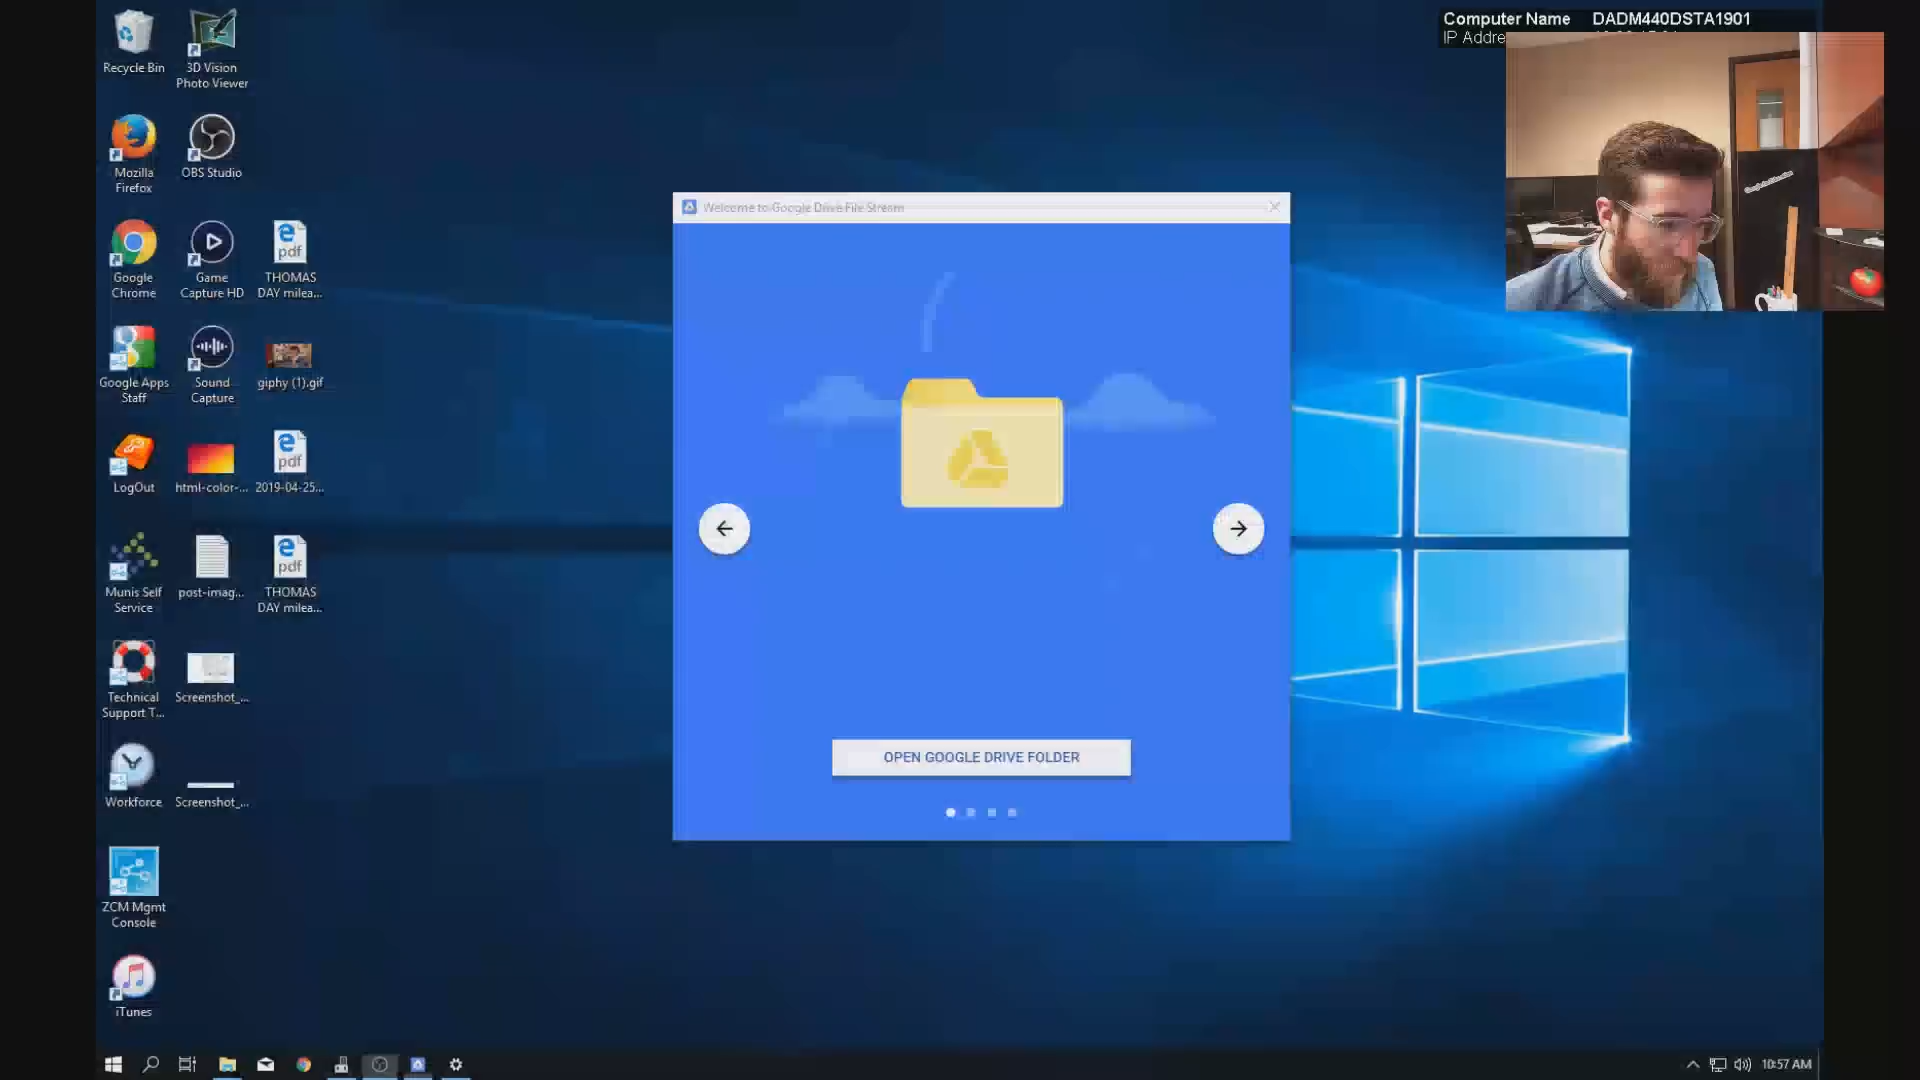 Computer Name DADM440DSTA1901
IP Addre
Recycle Bin
3D Vision
Photo Viewer
Mozilla
Firefox
OBS Studio
Google
Chrome
Game
Capture HD
THOMAS
DAY milea...
Google Apps
Staff
Sound
Capture
giphy (1).gif
LogOut
html-color-...
pdf
2019-04-25...
Munis Self
Service
post-imag...
pdf
THOMAS
DAY milea...
Technical
Support T...
Screenshot_...
Workforce
Screenshot_...
ZCM Mgmt
Console
iTunes
pdf
Welcome to Google Drive File Stream
OPEN GOOGLE DRIVE FOLDER
10:57 AM